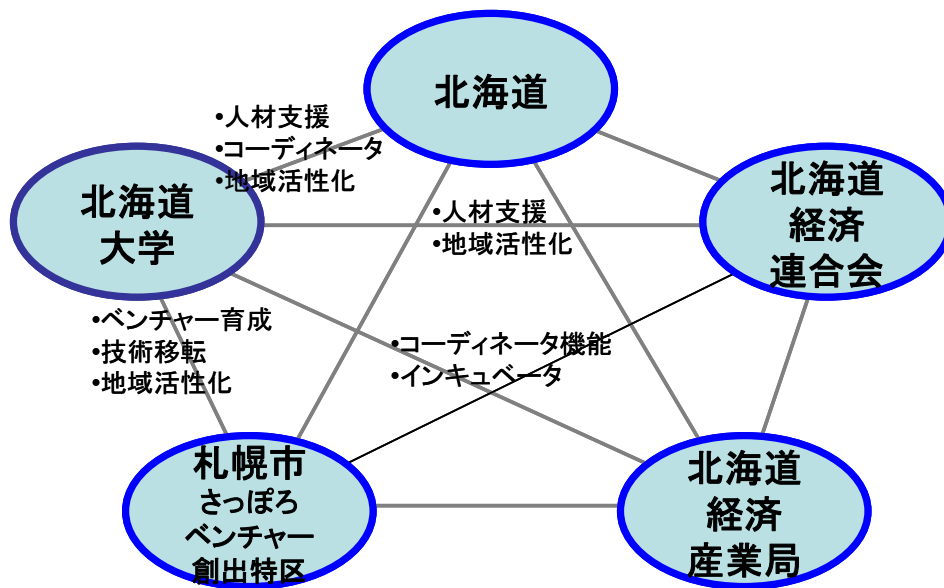 北海道
•人材支援
•コーディネータ
•地域活性化
北海道
大学
•人材支援
•地域活性化
北海道
経済
連合会
•ベンチャー育成
•技術移転
•地域活性化
•コーディネータ機能
•インキュベータ
札幌市
さっぽろ
ベンチャー
創出特区
北海道
経済
産業局